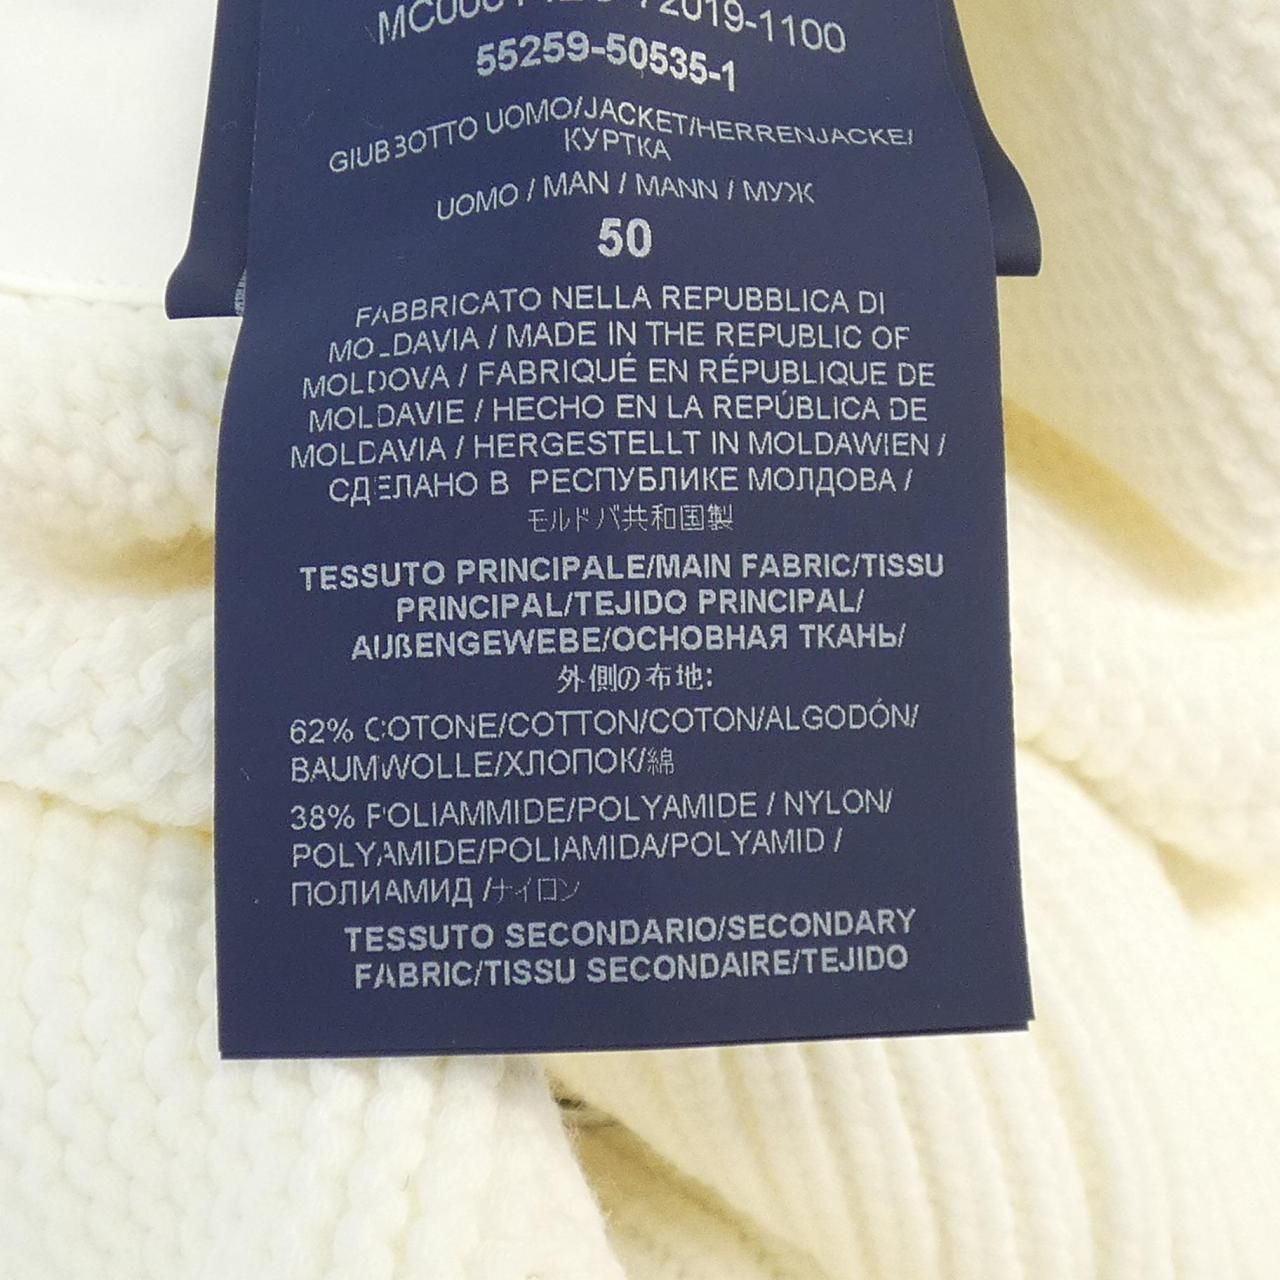 55259-50535-1
GIUBBOTTO UOMO/JACKET/HERRENJACKE/
КУРТКА
UOMO / MAN / MANN / МУЖ
50
FABBRICATO NELLA REPUBBLICA DI
MOLDAVIA / MADE IN THE REPUBLIC OF
MOLDOVA / FABRIQUÉ EN RÉPUBLIQUE DE
MOLDAVIE / HECHO EN LA REPÚBLICA DE
MOLDAVIA / HERGESTELLT IN MOLDAWIEN /
СДЕЛАНО В РЕСПУБЛИКЕ МОЛДОВА /
モルドバ共和国製
TESSUTO PRINCIPALE/MAIN FABRIC/TISSU
PRINCIPAL/TEJIDO PRINCIPAL/
AUßENGEWEBE/ОСНОВНАЯ ТКАНЬ/
外側の布地:
62% COTONE/COTTON/COTON/ALGODÓN/
BAUMWOLLE/ХЛОПОК/綿
38% POLIAMMIDE/POLYAMIDE / NYLON/
POLYAMIDE/POLIAMIDA/POLYAMID /
ПОЛИАМИД /ナイロン
TESSUTO SECONDARIO/SECONDARY
FABRIC/TISSU SECONDAIRE/TEJIDO